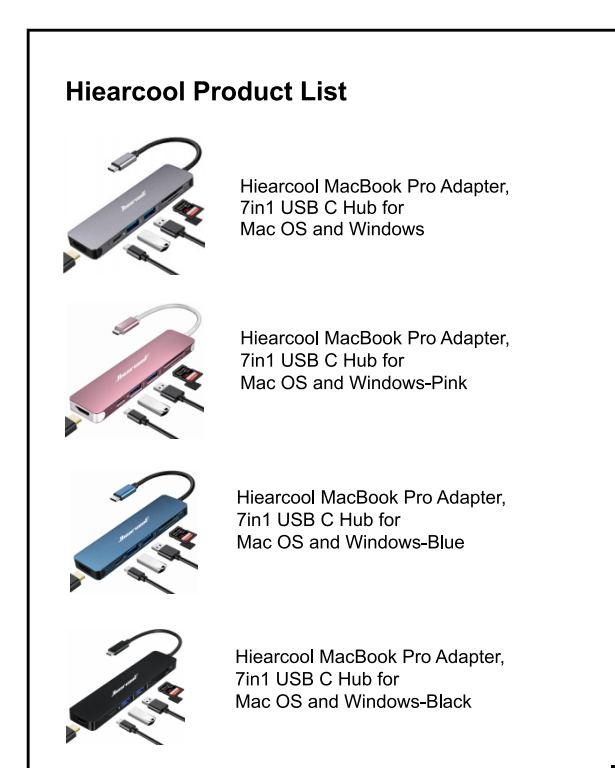 Hiearcool Product List
Hiearcool MacBook Pro Adapter,
7in1 USB C Hub for
Mac OS and Windows
Hiearcool MacBook Pro Adapter,
7in1 USB C Hub for
Mac OS and Windows-Pink
Hiearcool MacBook Pro Adapter,
7in1 USB C Hub for
Mac OS and Windows-Blue
Hiearcool MacBook Pro Adapter,
7in1 USB C Hub for
Mac OS and Windows-Black